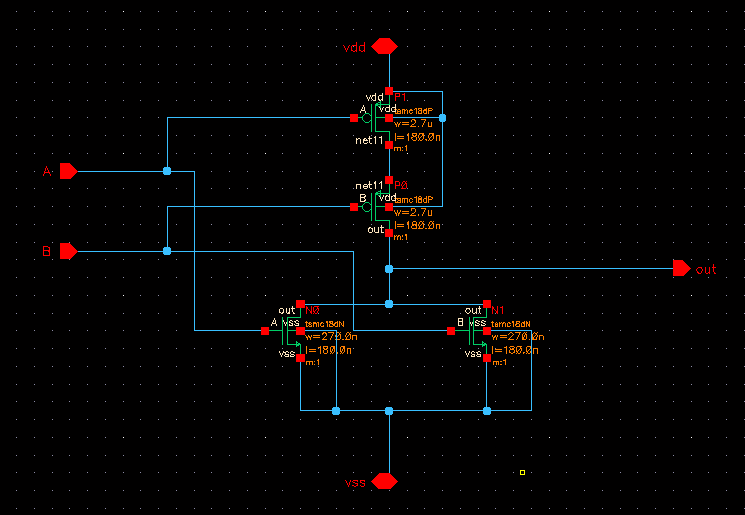 vdd
vdd P1
A vdd tsmc18dP
w=2.7u
l=180.0n
net11 m:1
A
net11 P0
B vdd tsmc18dP
w=2.7u
l=180.0n
out m:1
B
out
out N0
A vss tsmc18dN
w=270.0n
l=180.0n
vss m:1
out N1
B vss tsmc18dN
w=270.0n
l=180.0n
vss m:1
vss